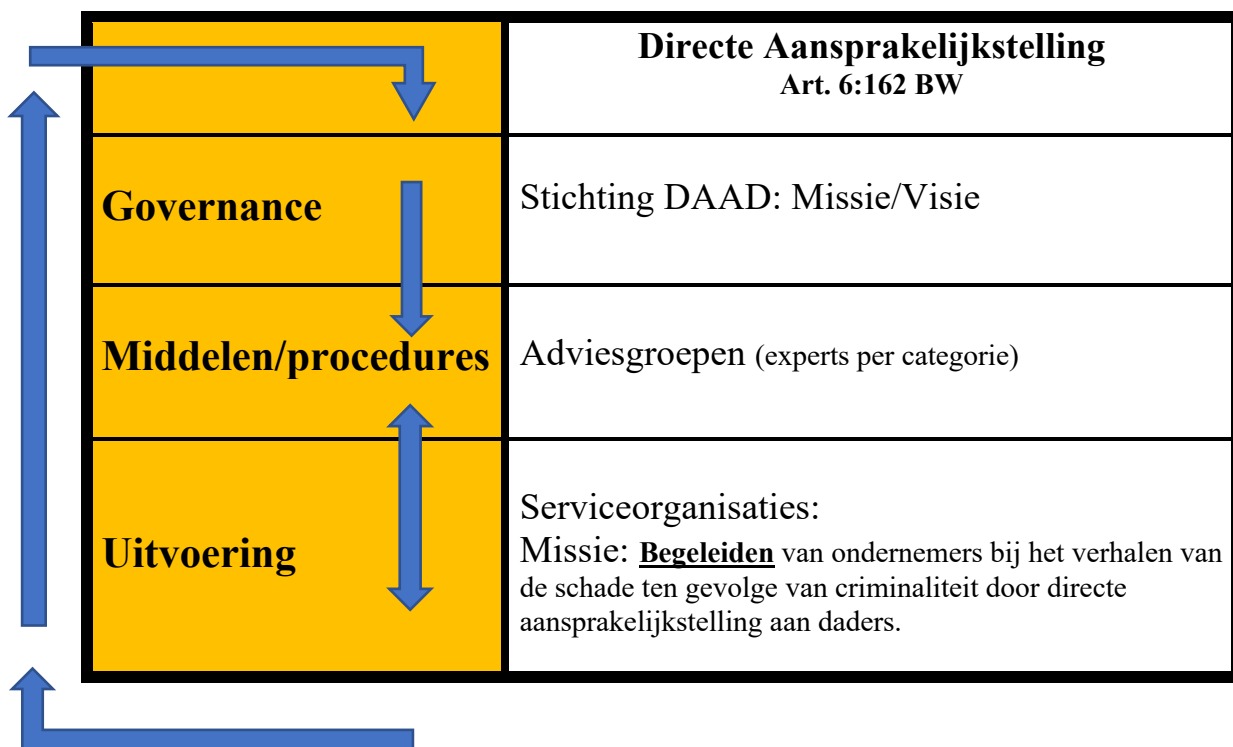 Directe Aansprakelijkstelling
Art. 6:162 BW
Governance
Stichting DAAD: Missie/Visie
Middelen/procedures
Adviesgroepen (experts per categorie)
Uitvoering
Serviceorganisaties:
Missie: Begeleiden van ondernemers bij het verhalen van
de schade ten gevolge van criminaliteit door directe
aansprakelijkstelling aan daders.